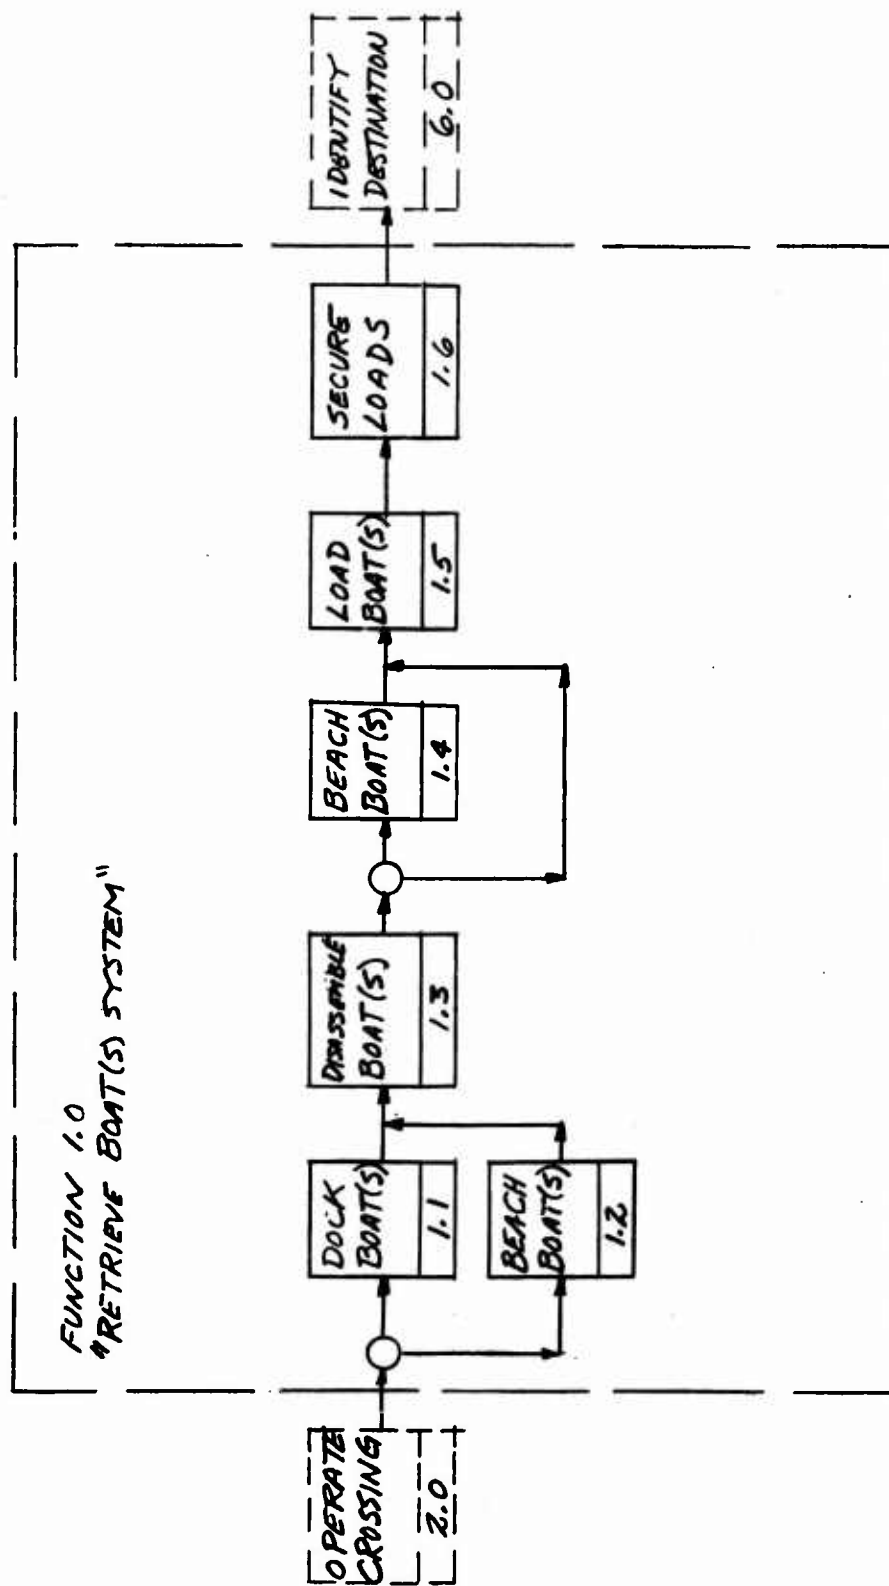 FUNCTION 1.0
"RETRIEVE BOAT(S) SYSTEM"
OPERATE
CROSSING
2.0
DOCK
BOAT(S)
1.1
BEACH
BOAT(S)
1.2
DISASSEMBLE
BOAT(S)
1.3
BEACH
BOAT(S)
1.4
LOAD
BOAT(S)
1.5
SECURE
LOADS
1.6
IDENTIFY
DESTINATION
6.0